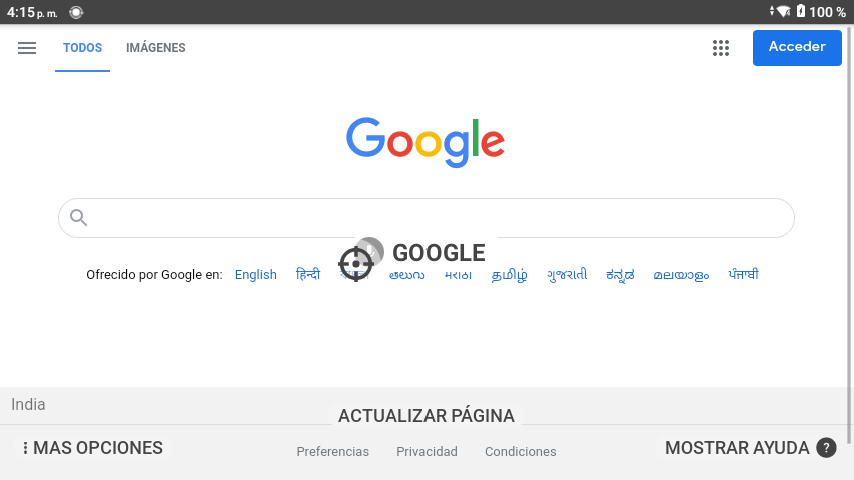 4:15 p. m. 100 %
TODOS IMÁGENES Acceder
Google
GOOGLE
Ofrecido por Google en: English हिन्दी తెలుగు मराठी தமிழ் ગુજરાતી ಕನ್ನಡ മലയാളം ਪੰਜਾਬੀ
India
ACTUALIZAR PÁGINA
MAS OPCIONES Preferencias Privacidad Condiciones MOSTRAR AYUDA ?